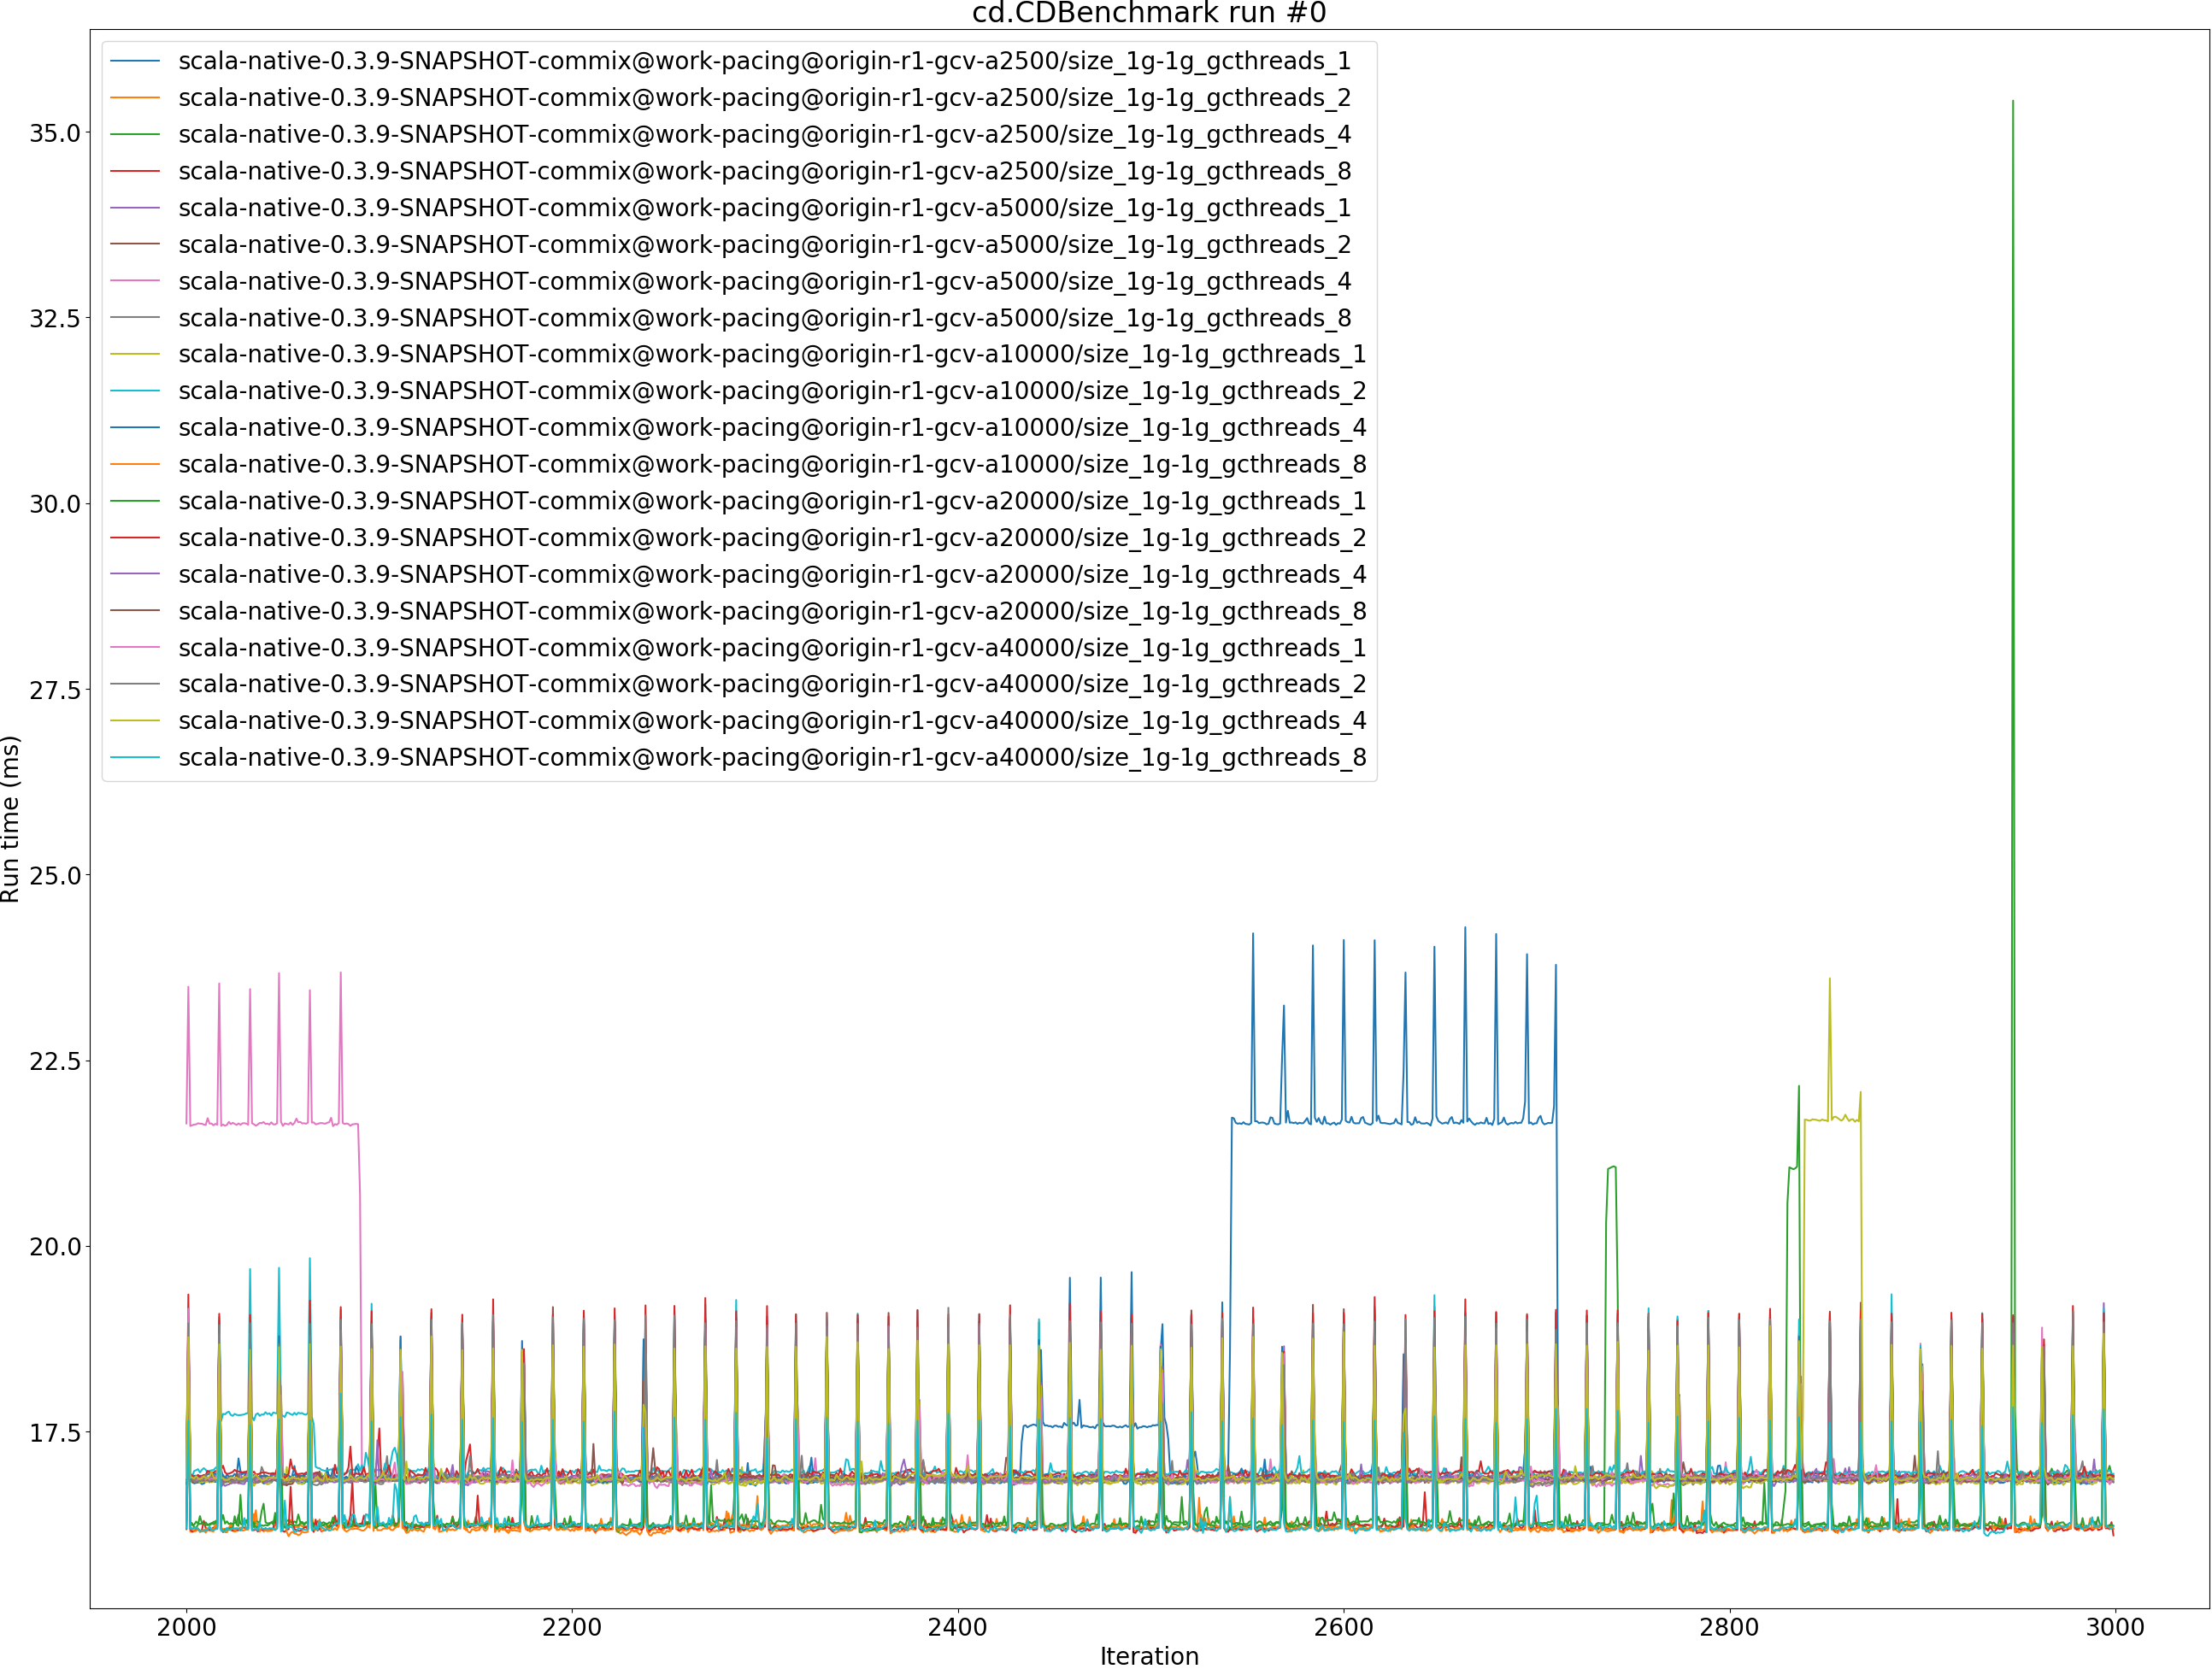 cd.CDBenchmark run #0
scala-native-0.3.9-SNAPSHOT-commix@work-pacing@origin-r1-gcv-a2500/size_1g-1g_gcthreads_1
scala-native-0.3.9-SNAPSHOT-commix@work-pacing@origin-r1-gcv-a2500/size_1g-1g_gcthreads_2
scala-native-0.3.9-SNAPSHOT-commix@work-pacing@origin-r1-gcv-a2500/size_1g-1g_gcthreads_4
scala-native-0.3.9-SNAPSHOT-commix@work-pacing@origin-r1-gcv-a2500/size_1g-1g_gcthreads_8
scala-native-0.3.9-SNAPSHOT-commix@work-pacing@origin-r1-gcv-a5000/size_1g-1g_gcthreads_1
scala-native-0.3.9-SNAPSHOT-commix@work-pacing@origin-r1-gcv-a5000/size_1g-1g_gcthreads_2
scala-native-0.3.9-SNAPSHOT-commix@work-pacing@origin-r1-gcv-a5000/size_1g-1g_gcthreads_4
scala-native-0.3.9-SNAPSHOT-commix@work-pacing@origin-r1-gcv-a5000/size_1g-1g_gcthreads_8
scala-native-0.3.9-SNAPSHOT-commix@work-pacing@origin-r1-gcv-a10000/size_1g-1g_gcthreads_1
scala-native-0.3.9-SNAPSHOT-commix@work-pacing@origin-r1-gcv-a10000/size_1g-1g_gcthreads_2
scala-native-0.3.9-SNAPSHOT-commix@work-pacing@origin-r1-gcv-a10000/size_1g-1g_gcthreads_4
scala-native-0.3.9-SNAPSHOT-commix@work-pacing@origin-r1-gcv-a10000/size_1g-1g_gcthreads_8
scala-native-0.3.9-SNAPSHOT-commix@work-pacing@origin-r1-gcv-a20000/size_1g-1g_gcthreads_1
scala-native-0.3.9-SNAPSHOT-commix@work-pacing@origin-r1-gcv-a20000/size_1g-1g_gcthreads_2
scala-native-0.3.9-SNAPSHOT-commix@work-pacing@origin-r1-gcv-a20000/size_1g-1g_gcthreads_4
scala-native-0.3.9-SNAPSHOT-commix@work-pacing@origin-r1-gcv-a20000/size_1g-1g_gcthreads_8
scala-native-0.3.9-SNAPSHOT-commix@work-pacing@origin-r1-gcv-a40000/size_1g-1g_gcthreads_1
scala-native-0.3.9-SNAPSHOT-commix@work-pacing@origin-r1-gcv-a40000/size_1g-1g_gcthreads_2
scala-native-0.3.9-SNAPSHOT-commix@work-pacing@origin-r1-gcv-a40000/size_1g-1g_gcthreads_4
scala-native-0.3.9-SNAPSHOT-commix@work-pacing@origin-r1-gcv-a40000/size_1g-1g_gcthreads_8
35.0
32.5
30.0
27.5
25.0
22.5
20.0
17.5
Run time (ms)
2000 2200 2400 2600 2800 3000
Iteration